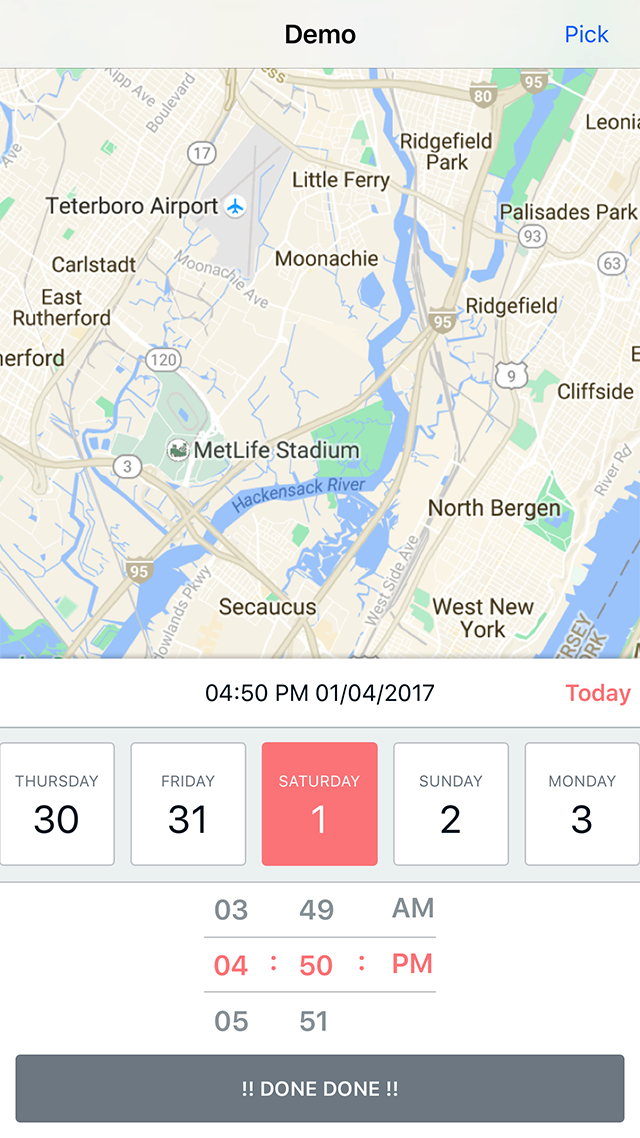 Demo
Pick
Kipp Ave
Boulevard
ess
80
95
Leonia
Ave
17
Ridgefield
Park
Little Ferry
Teterboro Airport
Palisades Park
93
Moonachie
Carlstadt
Moonachie Ave
63
East
Rutherford
Ridgefield
95
herford
120
9
E
Cliffside
MetLife Stadium
3
River Rd
Hackensack River
North Bergen
95
West Side Ave
dowlands Pkwy
Secaucus
West New
York
ERSEY
YORK
04:50 PM 01/04/2017
Today
THURSDAY
30
FRIDAY
31
SATURDAY
1
SUNDAY
2
MONDAY
3
03 49 AM
04 : 50 : PM
05 51
!! DONE DONE !!